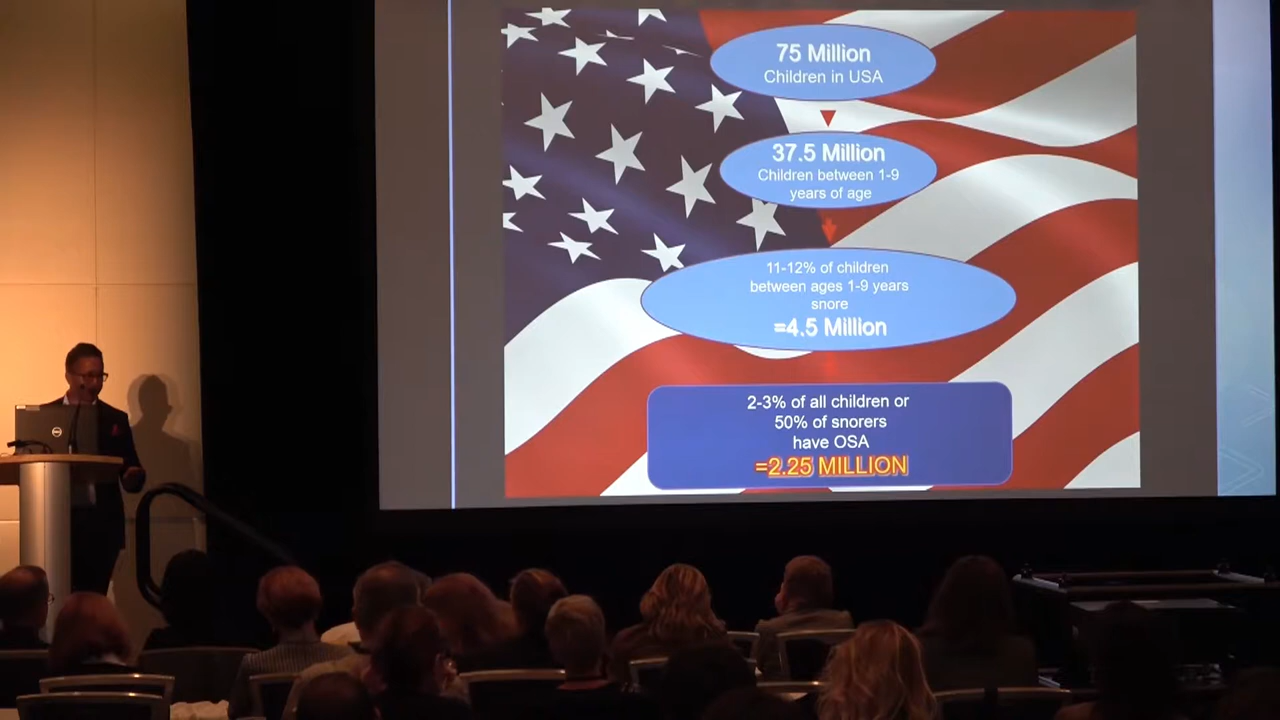 75 Million
Children in USA
37.5 Million
Children between 1-9
years of age
11-12% of children
between ages 1-9 years
snore
=4.5 Million
2-3% of all children or
50% of snorers
have OSA
=2.25 MILLION
DELL